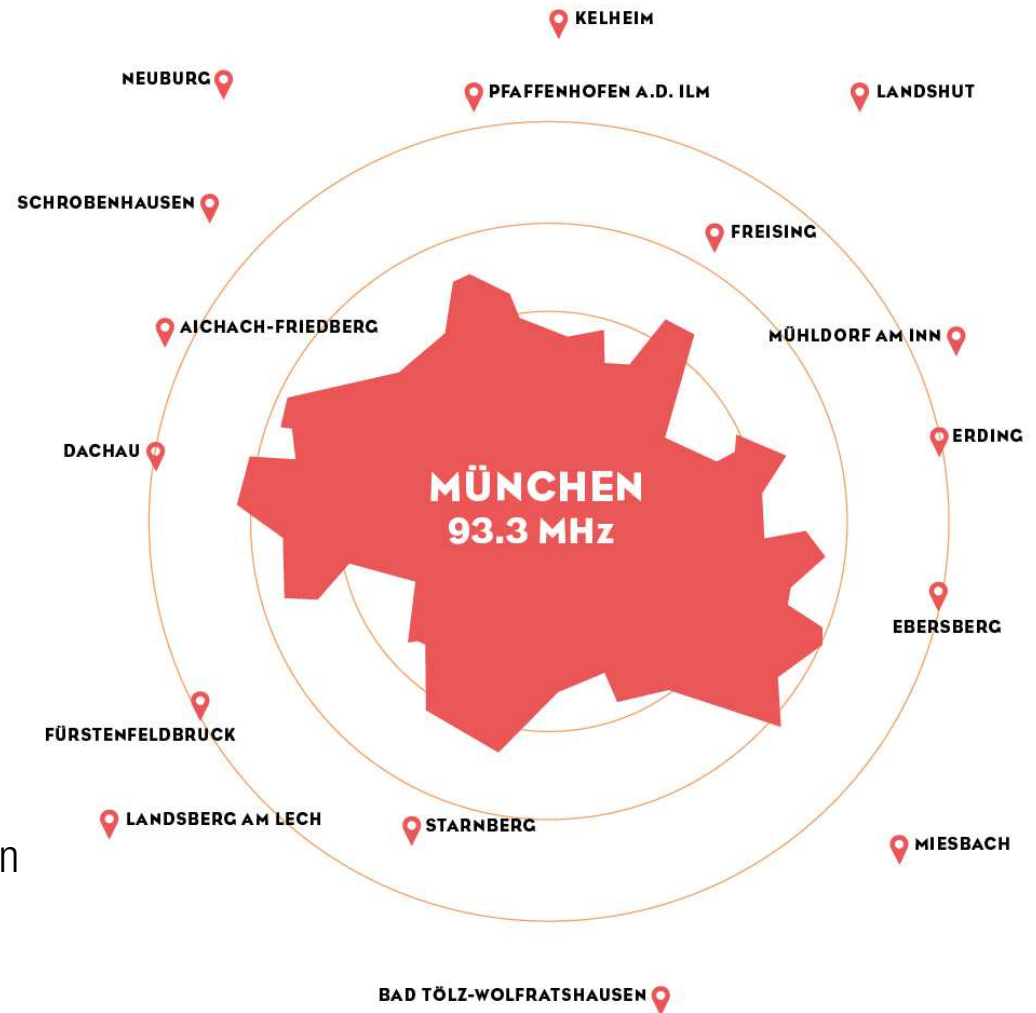 KELHEIM
NEUBURG
PFAFFENHOFEN A.D. ILM
LANDSHUT
SCHROBENHAUSEN
FREISING
AICHACH-FRIEDBERG
MÜHLDORF AM INN
DACHAU
ERDING
MÜNCHEN
93.3 MHz
EBERSBERG
FÜRSTENFELDBRUCK
LANDSBERG AM LECH
STARNBERG
MIESBACH
n
BAD TÖLZ-WOLFRATSHAUSEN